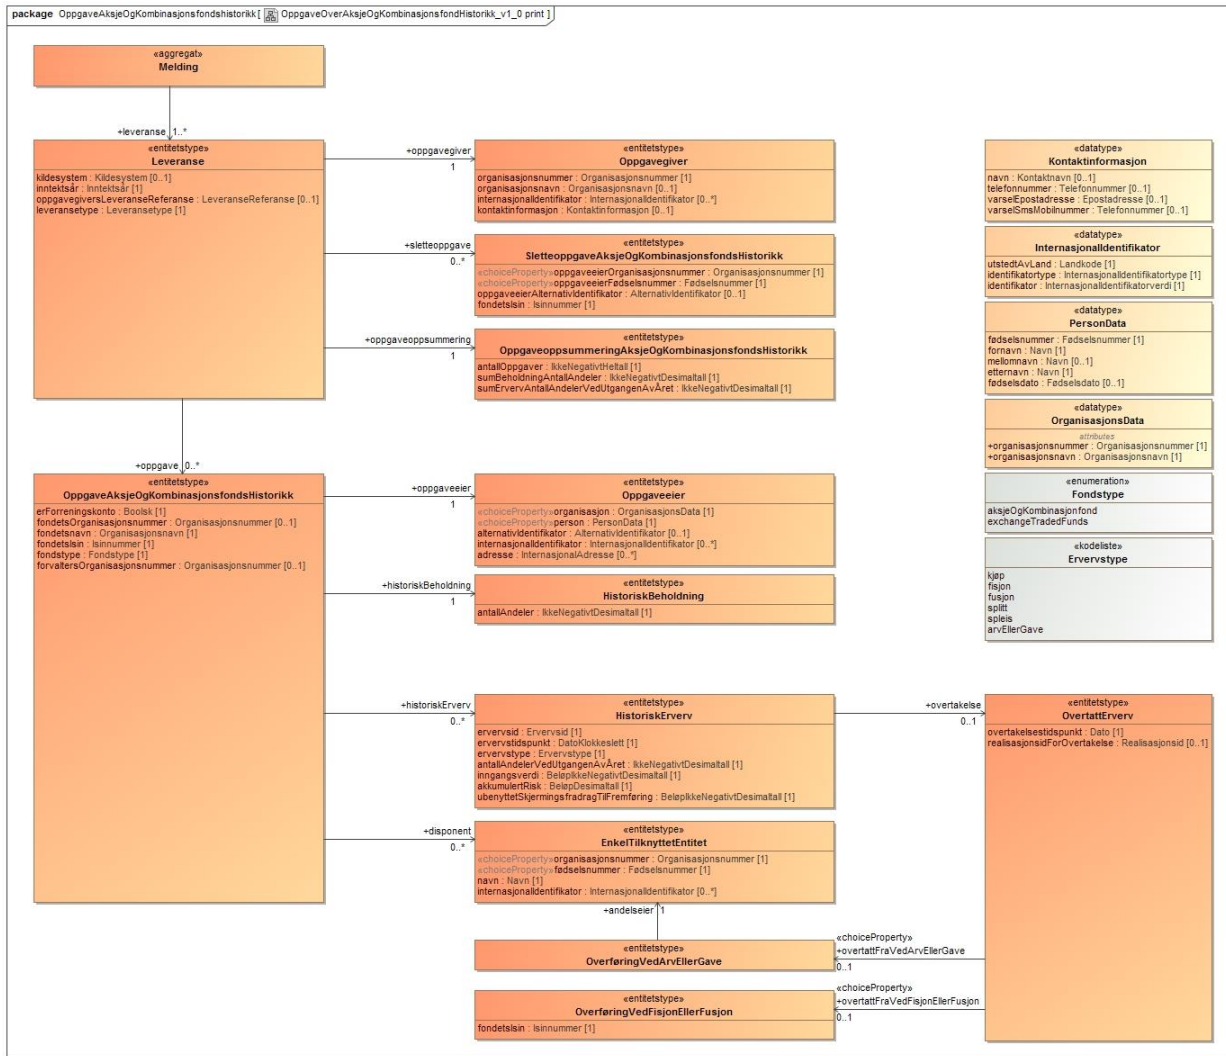 package OppgaveAksjeOgKombinasjonsfondshistorikk [ OppgaveOverAksjeOgKombinasjonsfondHistorikk_v1_0 print ]
«aggregat»
Melding
+leveranse 1..*
«entitetstype»
Leveranse
kildesystem : Kildesystem [0..1]
inntektsår : Inntektsår [1]
oppgavegiversLeveranseReferanse : LeveranseReferanse [0..1]
leveransetype : Leveransetype [1]
+oppgavegiver
1
«entitetstype»
Oppgavegiver
organisasjonsnummer : Organisasjonsnummer [1]
organisasjonsnavn : Organisasjonsnavn [0..1]
internasjonalIdentifikator : InternasjonalIdentifikator [0..*]
kontaktinformasjon : Kontaktinformasjon [0..1]
+sletteoppgave
0..*
«entitetstype»
SletteoppgaveAksjeOgKombinasjonsfondsHistorikk
«choiceProperty»oppgaveeierOrganisasjonsnummer : Organisasjonsnummer [1]
«choiceProperty»oppgaveeierFødselsnummer : Fødselsnummer [1]
oppgaveeierAlternativIdentifikator : AlternativIdentifikator [0..1]
fondetsIsin : Isinnummer [1]
+oppgaveoppsummering
1
«entitetstype»
OppgaveoppsummeringAksjeOgKombinasjonsfondsHistorikk
antallOppgaver : IkkeNegativtHeltall [1]
sumBeholdningAntallAndeler : IkkeNegativtDesimaltall [1]
sumErvervAntallAndelerVedUtgangenAvÅret : IkkeNegativtDesimaltall [1]
«datatype»
Kontaktinformasjon
navn : Kontaktnavn [0..1]
telefonnummer : Telefonnummer [0..1]
varselEpostadresse : Epostadresse [0..1]
varselSmsMobilnummer : Telefonnummer [0..1]
«datatype»
InternasjonalIdentifikator
utstedtAvLand : Landkode [1]
identifikatortype : InternasjonalIdentifikatortype [1]
identifikator : InternasjonalIdentifikatorverdi [1]
«datatype»
PersonData
fødselsnummer : Fødselsnummer [1]
fornavn : Navn [1]
mellomnavn : Navn [0..1]
etternavn : Navn [1]
fødselsdato : Fødselsdato [0..1]
«datatype»
OrganisasjonsData
attributes
+organisasjonsnummer : Organisasjonsnummer [1]
+organisasjonsnavn : Organisasjonsnavn [1]
«enumeration»
Fondstype
aksjeOgKombinasjonfond
exchangeTradedFunds
«kodeliste»
Ervervstype
kjøp
fisjon
fusjon
splitt
spleis
arvEllerGave
+oppgave 0..*
«entitetstype»
OppgaveAksjeOgKombinasjonsfondsHistorikk
erForreningskonto : Boolsk [1]
fondetsOrganisasjonsnummer : Organisasjonsnummer [0..1]
fondetsnavn : Organisasjonsnavn [1]
fondetsIsin : Isinnummer [1]
fondstype : Fondstype [1]
forvaltersOrganisasjonsnummer : Organisasjonsnummer [0..1]
+oppgaveeier
1
«entitetstype»
Oppgaveeier
«choiceProperty»organisasjon : OrganisasjonsData [1]
«choiceProperty»person : PersonData [1]
alternativIdentifikator : AlternativIdentifikator [0..1]
internasjonalIdentifikator : InternasjonalIdentifikator [0..*]
adresse : InternasjonalAdresse [0..*]
+historiskBeholdning
1
«entitetstype»
HistoriskBeholdning
antallAndeler : IkkeNegativtDesimaltall [1]
+historiskErverv
0..*
«entitetstype»
HistoriskErverv
ervervsid : Ervervsid [1]
ervervstidspunkt : DatoKlokkeslett [1]
ervervstype : Ervervstype [1]
antallAndelerVedUtgangenAvÅret : IkkeNegativtDesimaltall [1]
inngangsverdi : BeløpIkkeNegativtDesimaltall [1]
akkumulertRisk : BeløpDesimaltall [1]
ubenyttetSkjermingsfradragTilFremføring : BeløpIkkeNegativtDesimaltall [1]
+overtakelse
0..1
«entitetstype»
OvertattErverv
overtakelsestidspunkt : Dato [1]
realisasjonsidForOvertakelse : Realisasjonsid [0..1]
+disponent
0..*
«entitetstype»
EnkelTilknyttetEntitet
«choiceProperty»organisasjonsnummer : Organisasjonsnummer [1]
«choiceProperty»fødselsnummer : Fødselsnummer [1]
navn : Navn [1]
internasjonalIdentifikator : InternasjonalIdentifikator [0..*]
+andelseier 1
«entitetstype»
OverføringVedArvEllerGave
«choiceProperty»
+overtattFraVedArvEllerGave
0..1
«entitetstype»
OverføringVedFisjonEllerFusjon
fondetsIsin : Isinnummer [1]
«choiceProperty»
+overtattFraVedFisjonEllerFusjon
0..1